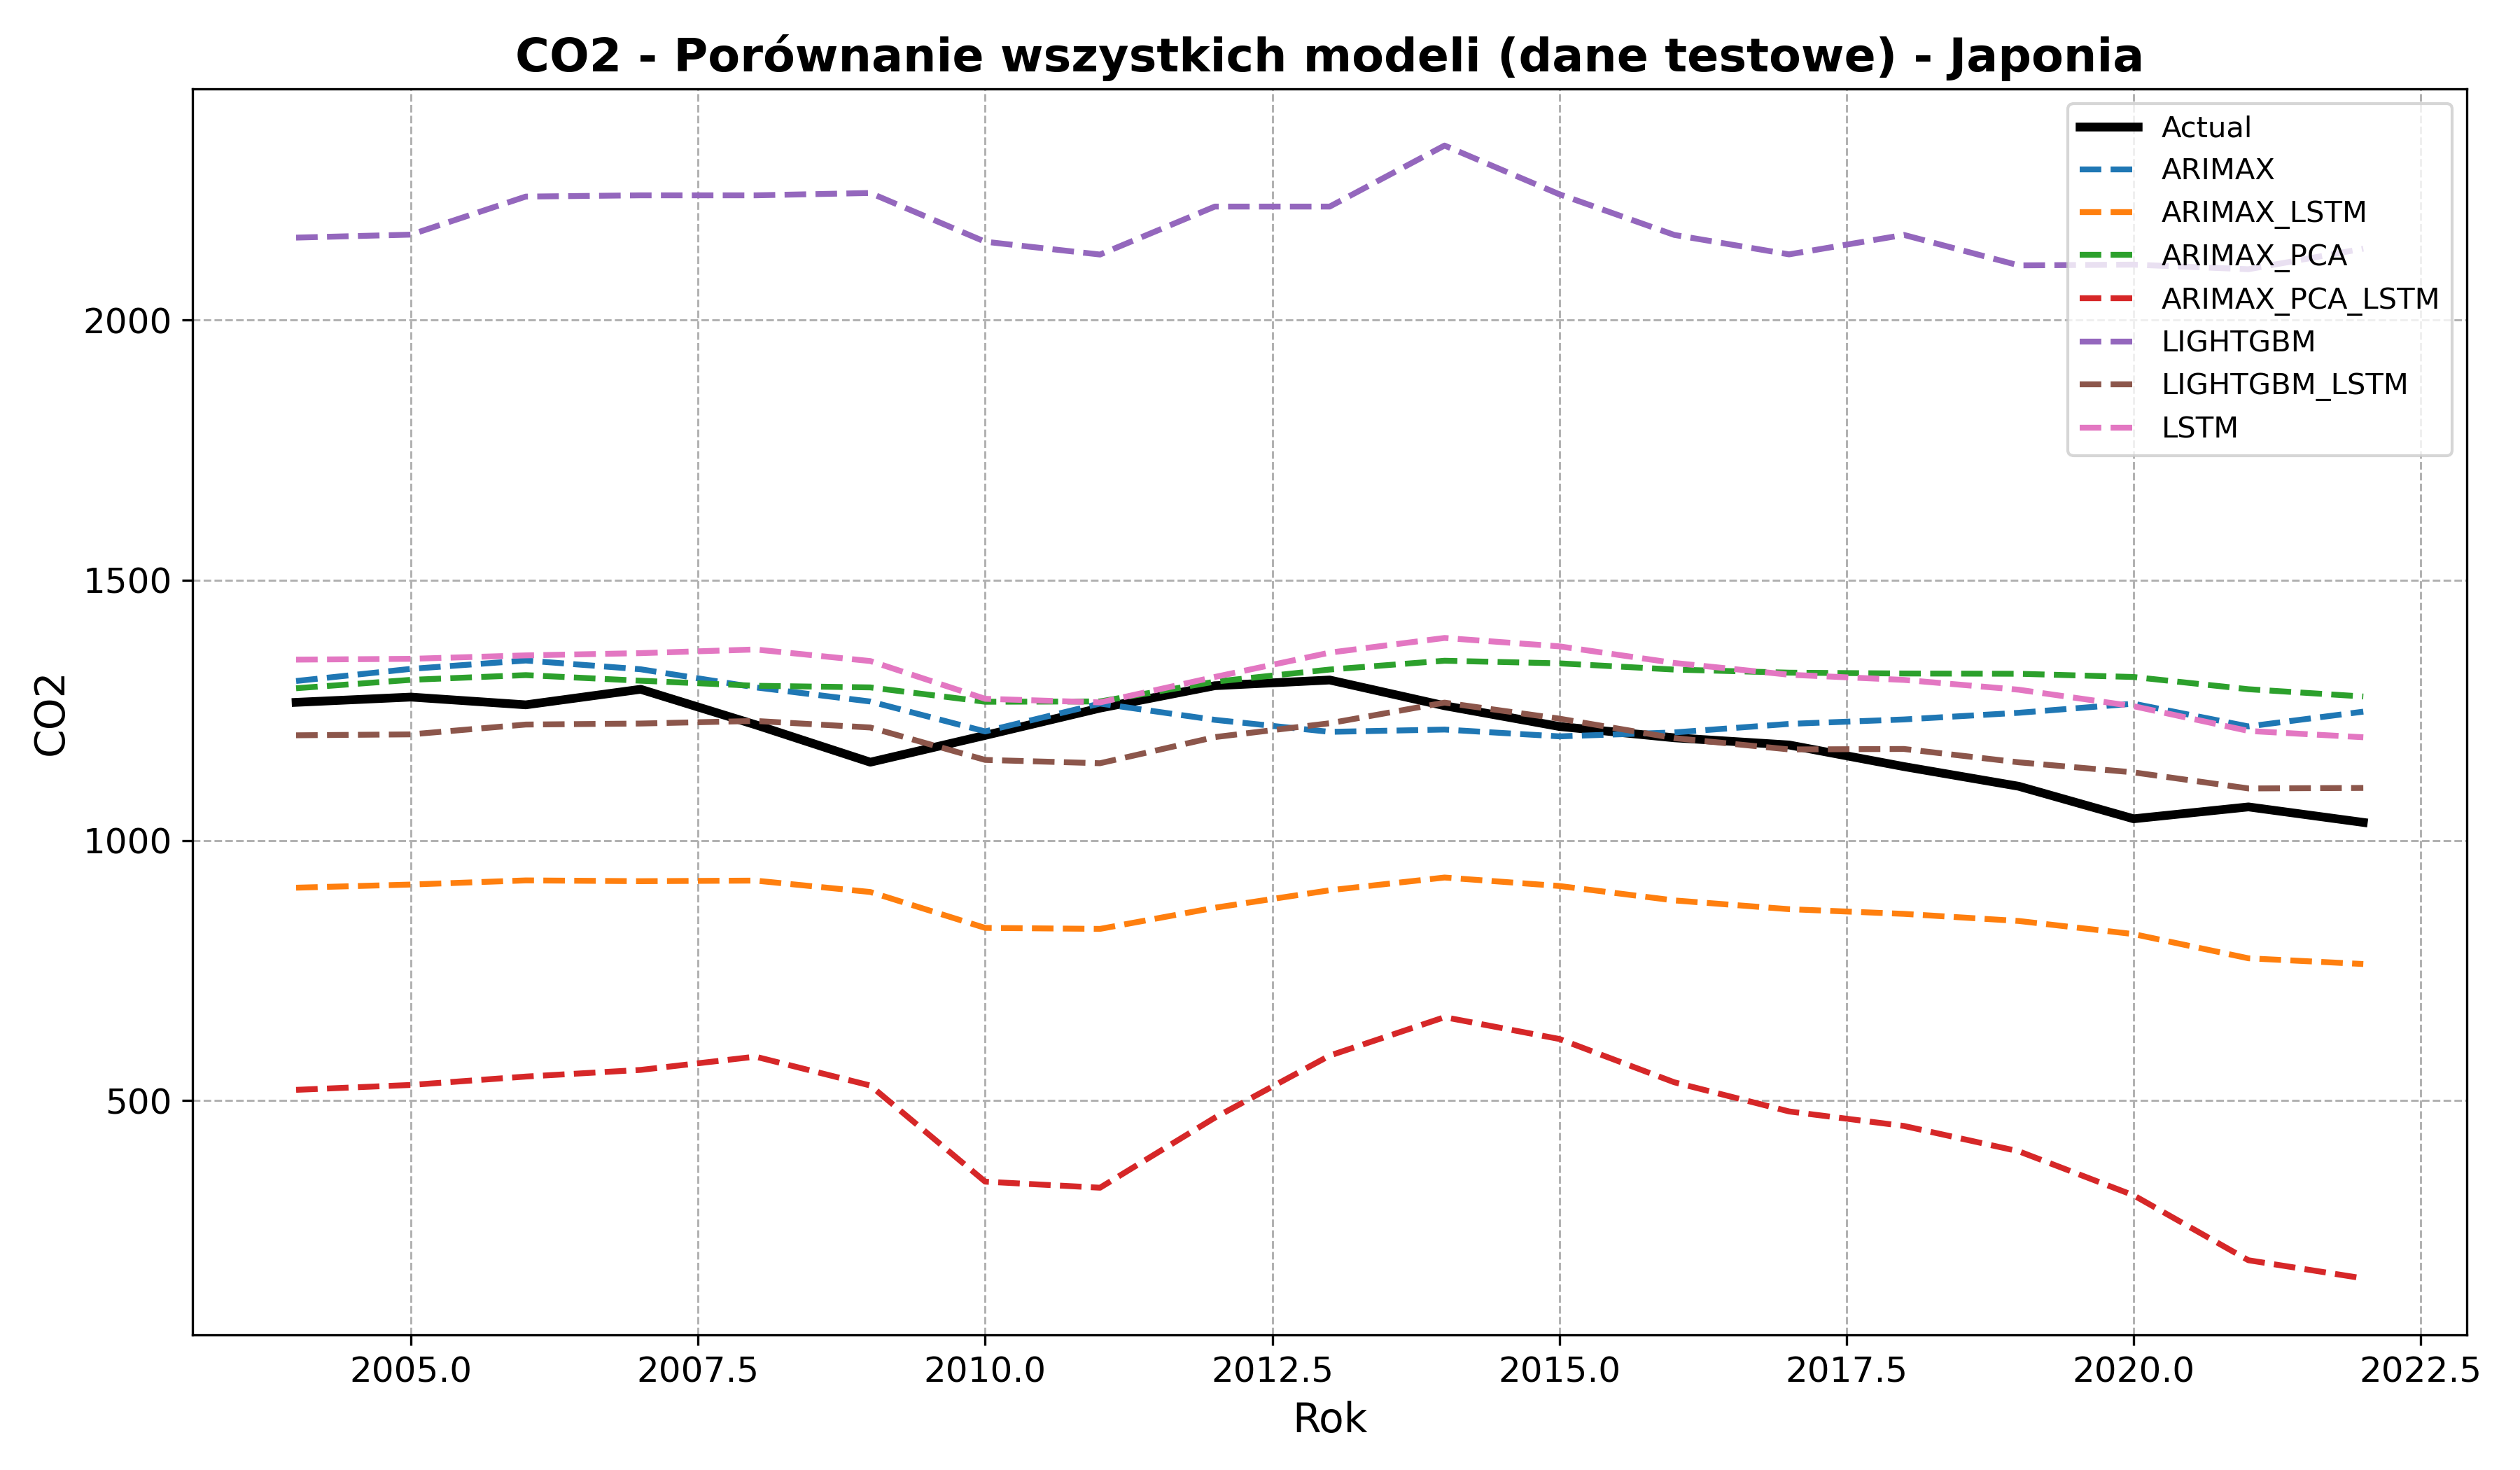 CO2 - Porównanie wszystkich modeli (dane testowe) - Japonia
Actual
ARIMAX
ARIMAX_LSTM
ARIMAX_PCA
ARIMAX_PCA_LSTM
LIGHTGBM
LIGHTGBM_LSTM
LSTM
CO2
2000
1500
1000
500
2005.0 2007.5 2010.0 2012.5 2015.0 2017.5 2020.0 2022.5
Rok